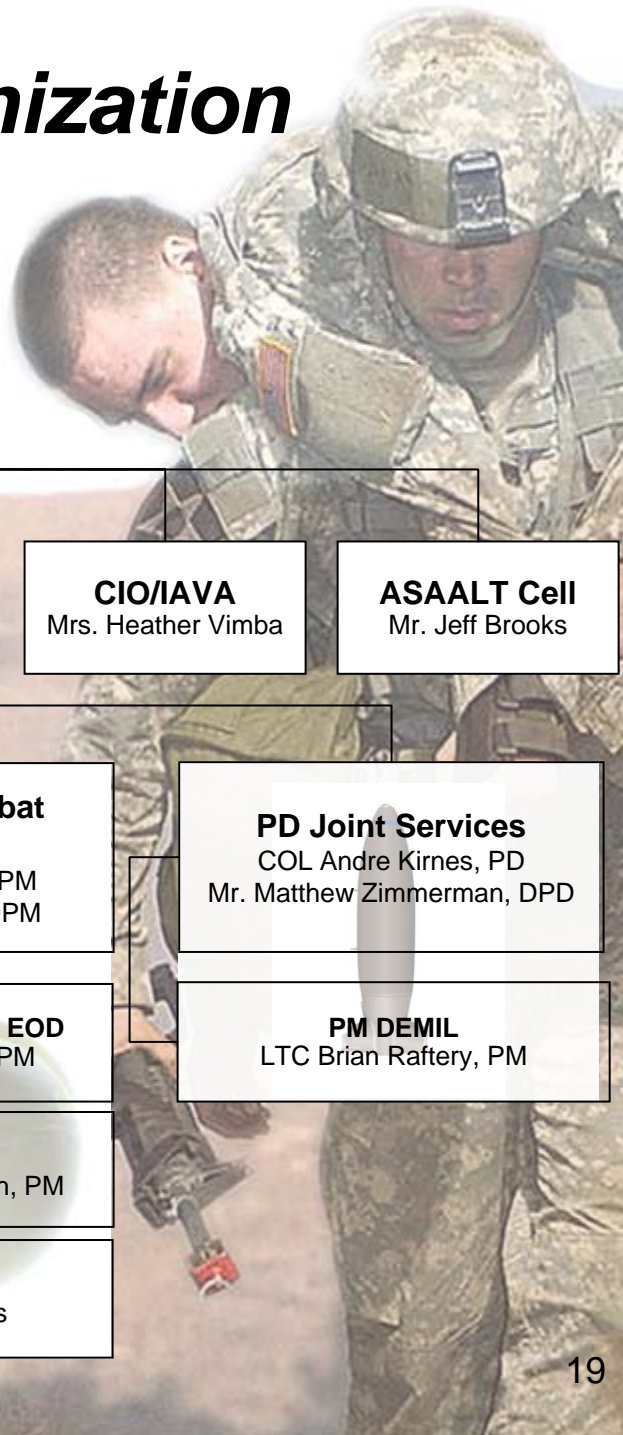 nization
CIO/IAVA
Mrs. Heather Vimba
ASAALT Cell
Mr. Jeff Brooks
bat
PM
PM
PD Joint Services
COL Andre Kirnes, PD
Mr. Matthew Zimmerman, DPD
EOD
PM
PM DEMIL
LTC Brian Raftery, PM
n, PM
s
19